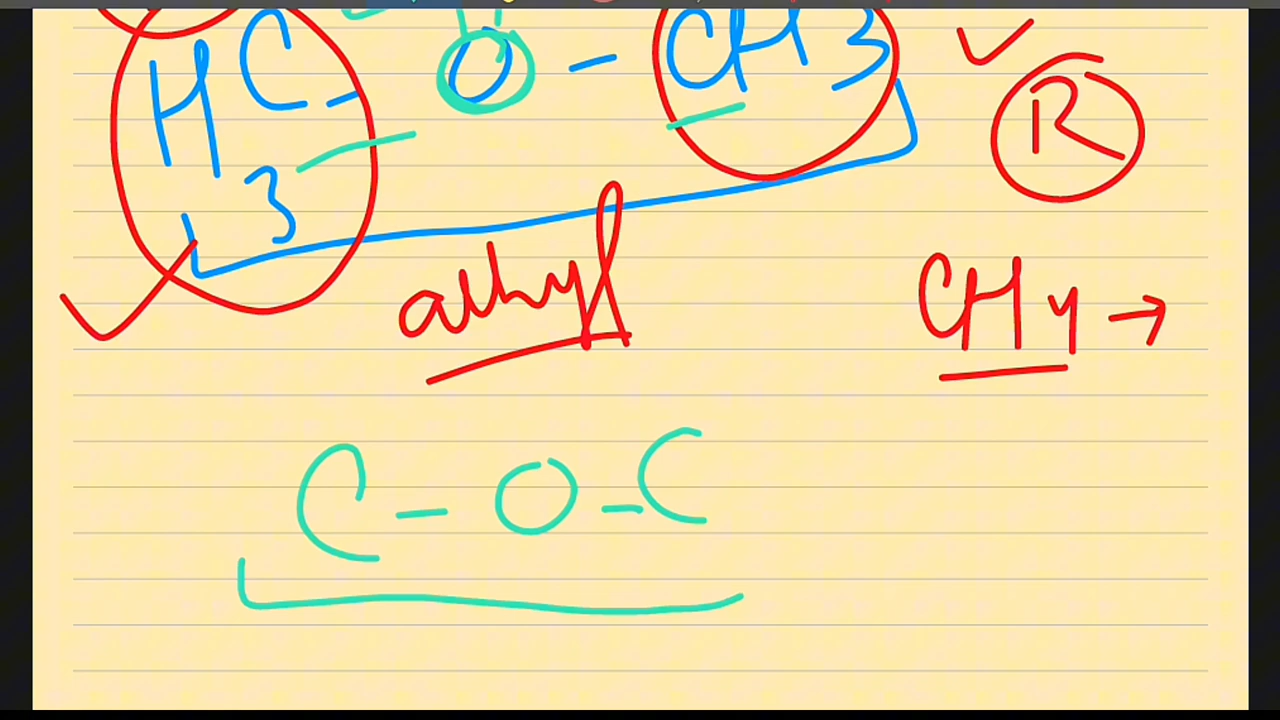 H3C - O - CH3
R
alkyl
CH4 →
C - O - C